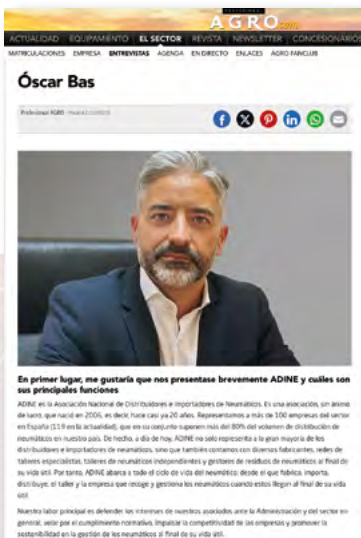 PROFESIONAL
AGRO.com
ACTUALIDAD EQUIPAMIENTO EL SECTOR REVISTA NEWSLETTER CONCESIONARIOS
MATRICULACIONES EMPRESA ENTREVISTAS AGENDA EN DIRECTO ENLACES AGRO FANCLUB
Óscar Bas
Profesional AGRO
En primer lugar, me gustaría que nos presentase brevemente ADINE y cuáles son
sus principales funciones
ADINE es la Asociación Nacional de Distribuidores e Importadores de Neumáticos. Es una asociación, sin ánimo
de lucro, que nació en 2006, es decir, hace casi ya 20 años. Representamos a más de 100 empresas del sector
en España (119 en la actualidad), que en su conjunto suponen más del 80% del volumen de distribución de
neumáticos en nuestro país. De hecho, a día de hoy, ADINE no solo representa a la gran mayoría de los
distribuidores e importadores de neumáticos, sino que también contamos con diversos fabricantes, redes de
talleres especialistas, talleres de neumáticos independientes y gestores de residuos de neumáticos al final de
su vida útil. Por tanto, ADINE abarca a todo el ciclo de vida del neumático: desde el que fabrica, importa,
distribuye, el taller y la empresa que recoge y gestiona los neumáticos cuando estos llegan al final de su vida
útil.
Nuestra labor principal es defender los intereses de nuestros asociados ante la Administración y del sector en
general, velar por el cumplimiento normativo, impulsar la competitividad de las empresas y promover la
sostenibilidad en la gestión de los neumáticos al final de su vida útil.